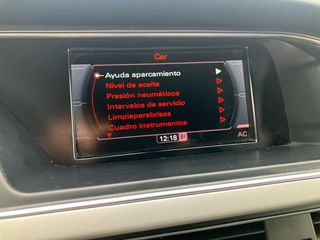 Car
Ayuda aparcamiento
Nivel de aceite
Presión neumáticos
Intervalos de servicio
Limpiaparabrisas
Cuadro instrumentos
12:18
AC